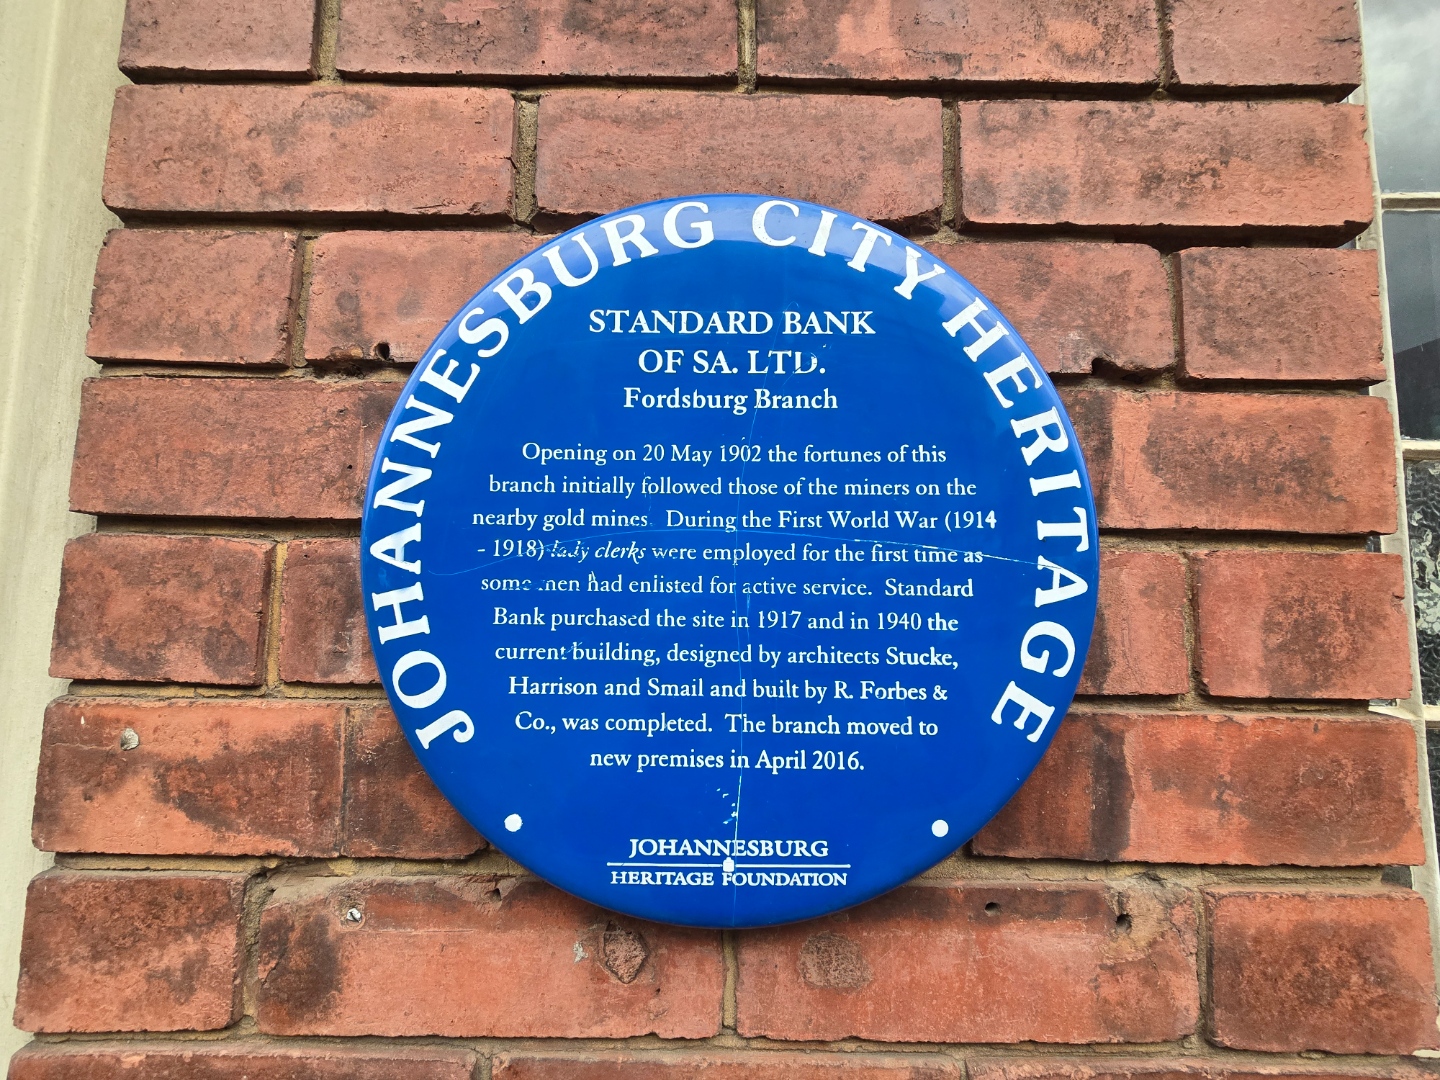 JOHANNESBURG CITY HERITAGE
STANDARD BANK
OF SA. LTD.
Fordsburg Branch
Opening on 20 May 1902 the fortunes of this
branch initially followed those of the miners on the
nearby gold mines. During the First World War (1914
- 1918) lady clerks were employed for the first time as
some men had enlisted for active service. Standard
Bank purchased the site in 1917 and in 1940 the
current building, designed by architects Stucke,
Harrison and Smail and built by R. Forbes &
Co., was completed. The branch moved to
new premises in April 2016.
JOHANNESBURG
HERITAGE FOUNDATION